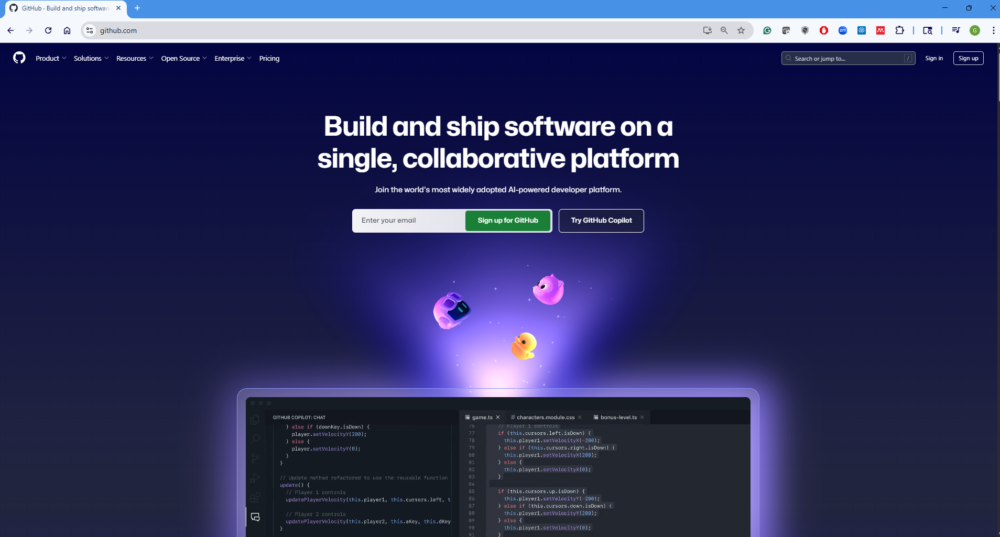 GitHub · Build and ship software
github.com
Product
Solutions
Resources
Open Source
Enterprise
Pricing
Search or jump to...
/
Sign in
Sign up
zm
G
Build and ship software on a
single, collaborative platform
Join the world's most widely adopted AI-powered developer platform.
Enter your email
Sign up for GitHub
Try GitHub Copilot
GITHUB COPILOT: CHAT
} else if (downKey.isDown) {
player.setVelocityY(200);
} else {
player.setVelocityY(0);
}
}
// Update method refactored to use the reusable function
update() {
// Player 1 controls
updatePlayerVelocity(this.player1, this.cursors.left, t
// Player 2 controls
updatePlayerVelocity(this.player2, this.aKey, this.dKey
}
TS game.ts
# characters.module.css
TS bonus-level.ts
76 // Player 1 controls
77 if (this.cursors.left.isDown) {
78 this.player1.setVelocityX(-200);
79 } else if (this.cursors.right.isDown) {
80 this.player1.setVelocityX(200);
81 } else {
82 this.player1.setVelocityX(0);
83 }
84
85 if (this.cursors.up.isDown) {
86 this.player1.setVelocityY(-200);
87 } else if (this.cursors.down.isDown) {
88 this.player1.setVelocityY(200);
89 } else {
90 this.player1.setVelocityY(0);
91 }